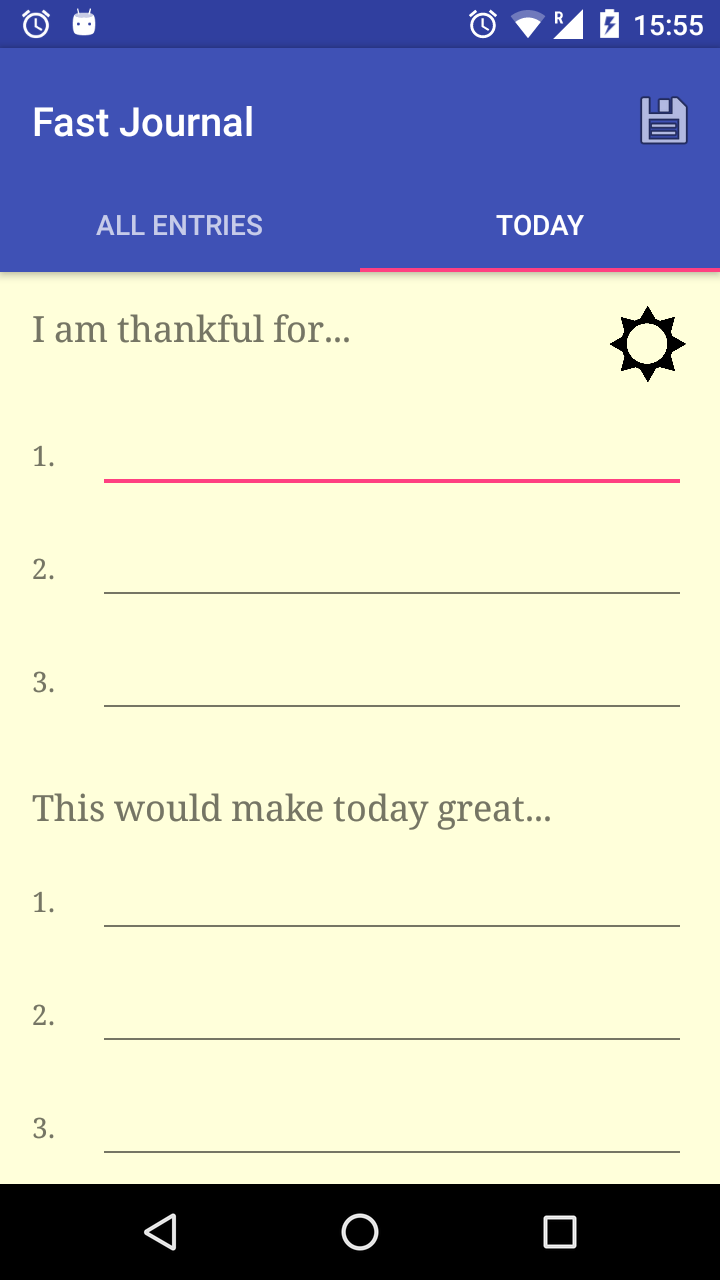 R 15:55
Fast Journal
ALL ENTRIES TODAY
I am thankful for...
1.
2.
3.
This would make today great...
1.
2.
3.